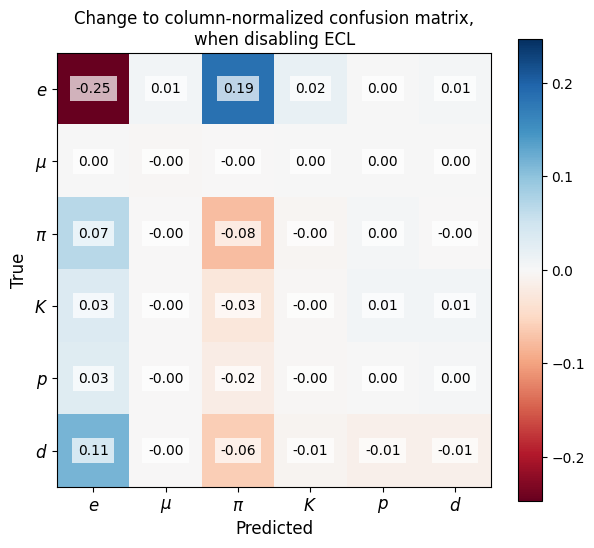 Change to column-normalized confusion matrix,
when disabling ECL
e -0.25 0.01 0.19 0.02 0.00 0.01
μ 0.00 -0.00 -0.00 0.00 0.00 0.00
π 0.07 -0.00 -0.08 -0.00 0.00 -0.00
K 0.03 -0.00 -0.03 -0.00 0.01 0.01
p 0.03 -0.00 -0.02 -0.00 0.00 0.00
d 0.11 -0.00 -0.06 -0.01 -0.01 -0.01
e μ π K p d
Predicted
True
0.2
0.1
0.0
−0.1
−0.2